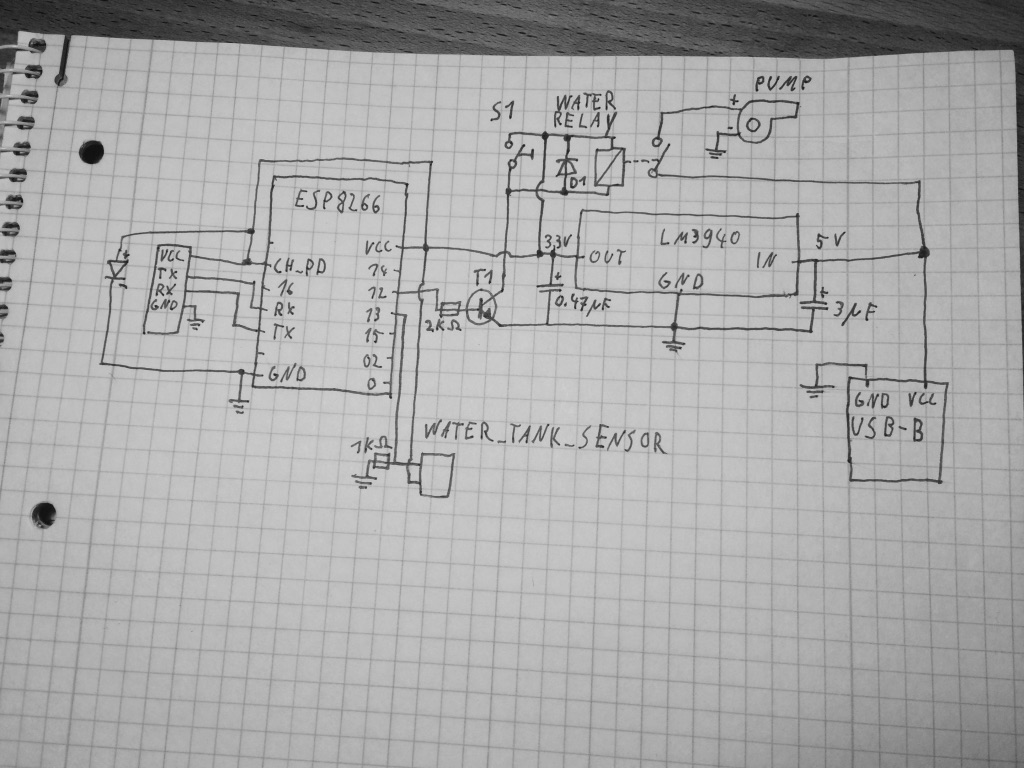 PUMP
+
-
S1
WATER
RELAY
D1
ESP8266
LM3940
VCC
3,3V
OUT
IN
5V
GND
VCC
TX
RX
GND
CH_PD
16
RX
TX
GND
14
12
13
15
02
0
T1
2KΩ
+
0.47µF
+
3µF
GND VCC
USB-B
1KΩ
WATER_TANK_SENSOR